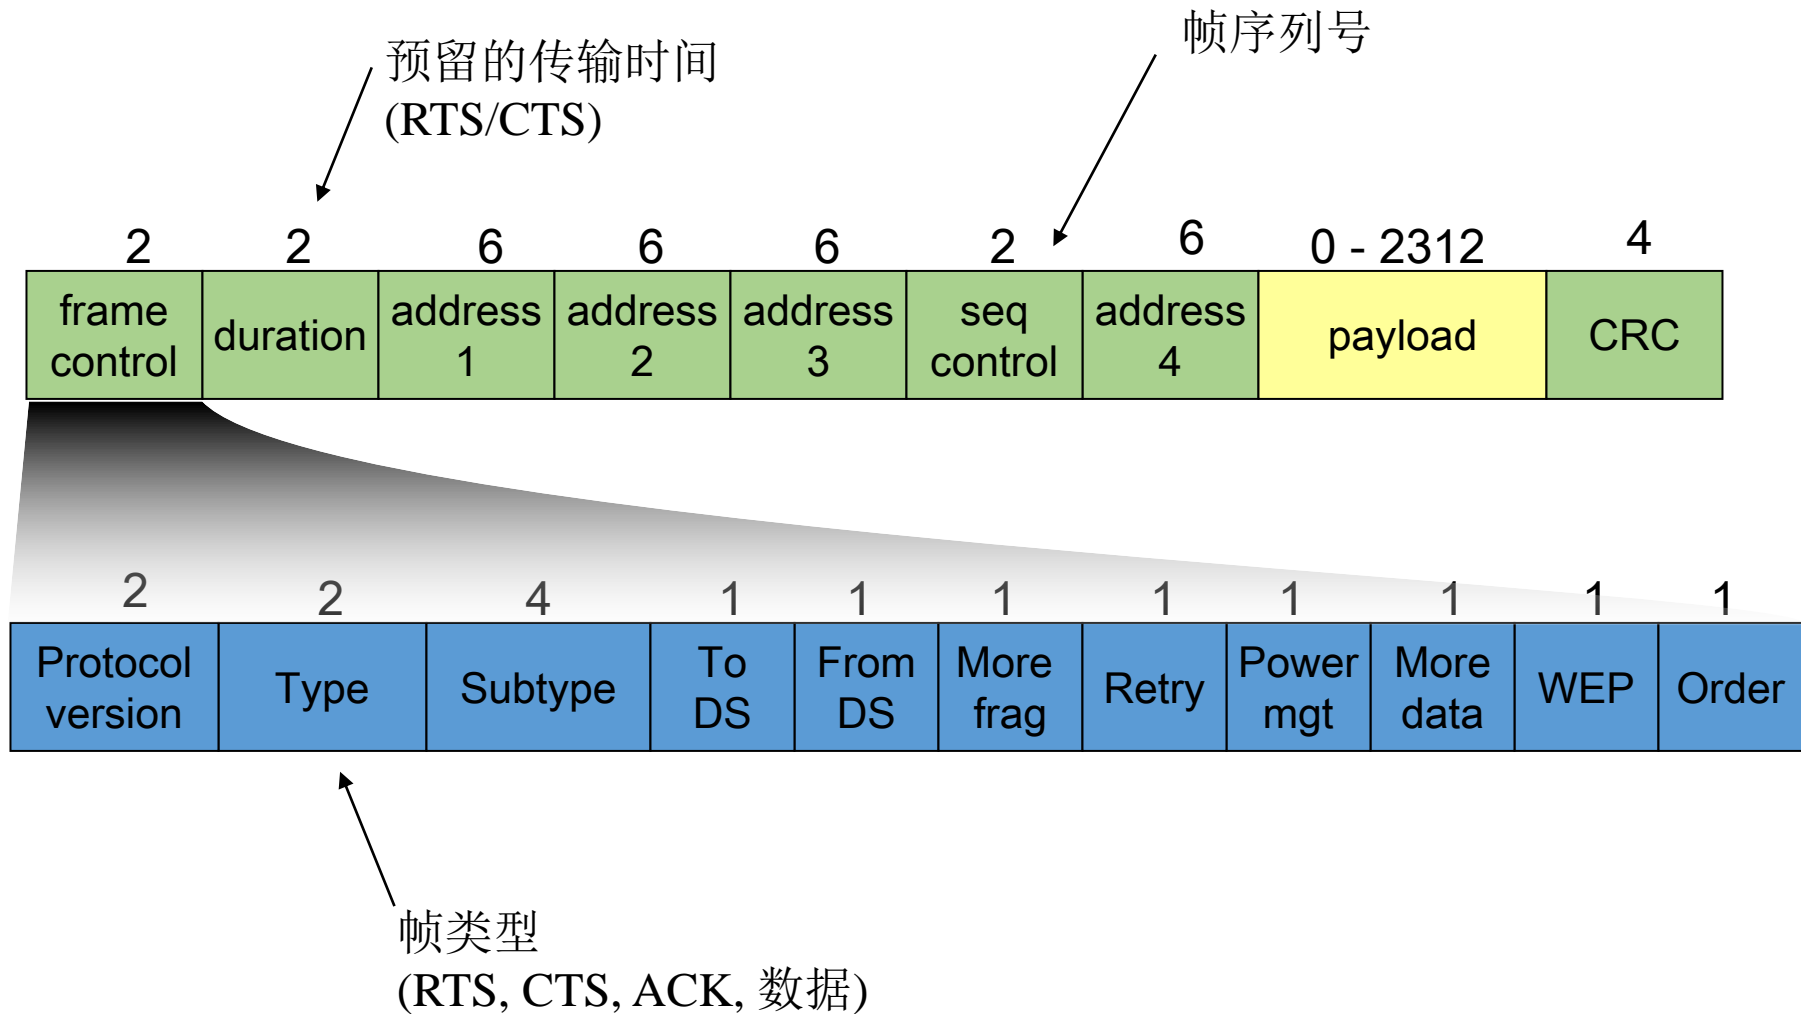 帧序列号
预留的传输时间
(RTS/CTS)
2 2 6 6 6 2 6 0 - 2312 4
frame control duration address 1 address 2 address 3 seq control address 4 payload CRC
2 2 4 1 1 1 1 1 1 1 1
Protocol version Type Subtype To DS From DS More frag Retry Power mgt More data WEP Order
帧类型
(RTS, CTS, ACK, 数据)